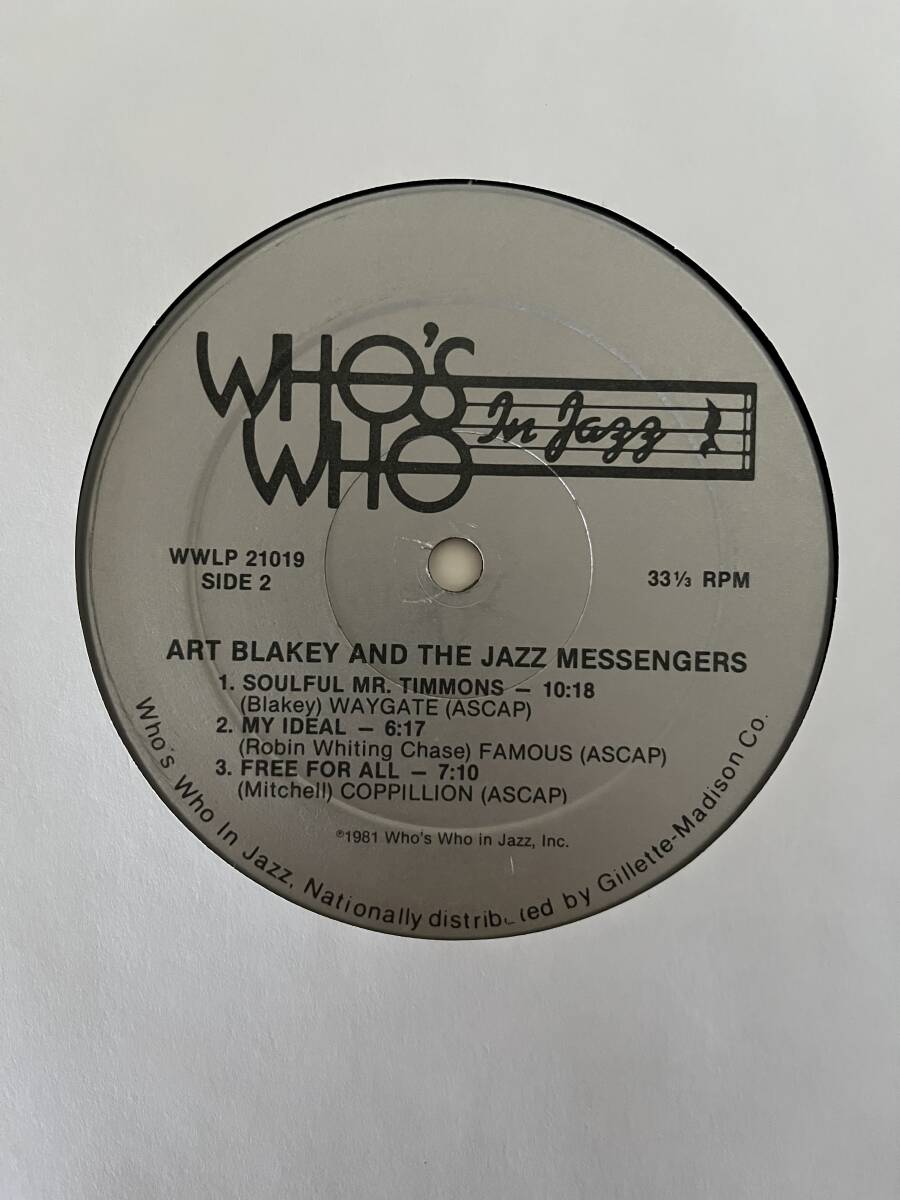 WHO'S
WHO
In Jazz
WWLP 21019
SIDE 2
33⅓ RPM
ART BLAKEY AND THE JAZZ MESSENGERS
1. SOULFUL MR. TIMMONS — 10:18
(Blakey) WAYGATE (ASCAP)
2. MY IDEAL — 6:17
(Robin Whiting Chase) FAMOUS (ASCAP)
3. FREE FOR ALL — 7:10
(Mitchell) COPPILLION (ASCAP)
℗1981 Who's Who in Jazz, Inc.
Who's Who In Jazz, Nationally distributed by Gillette-Madison Co.